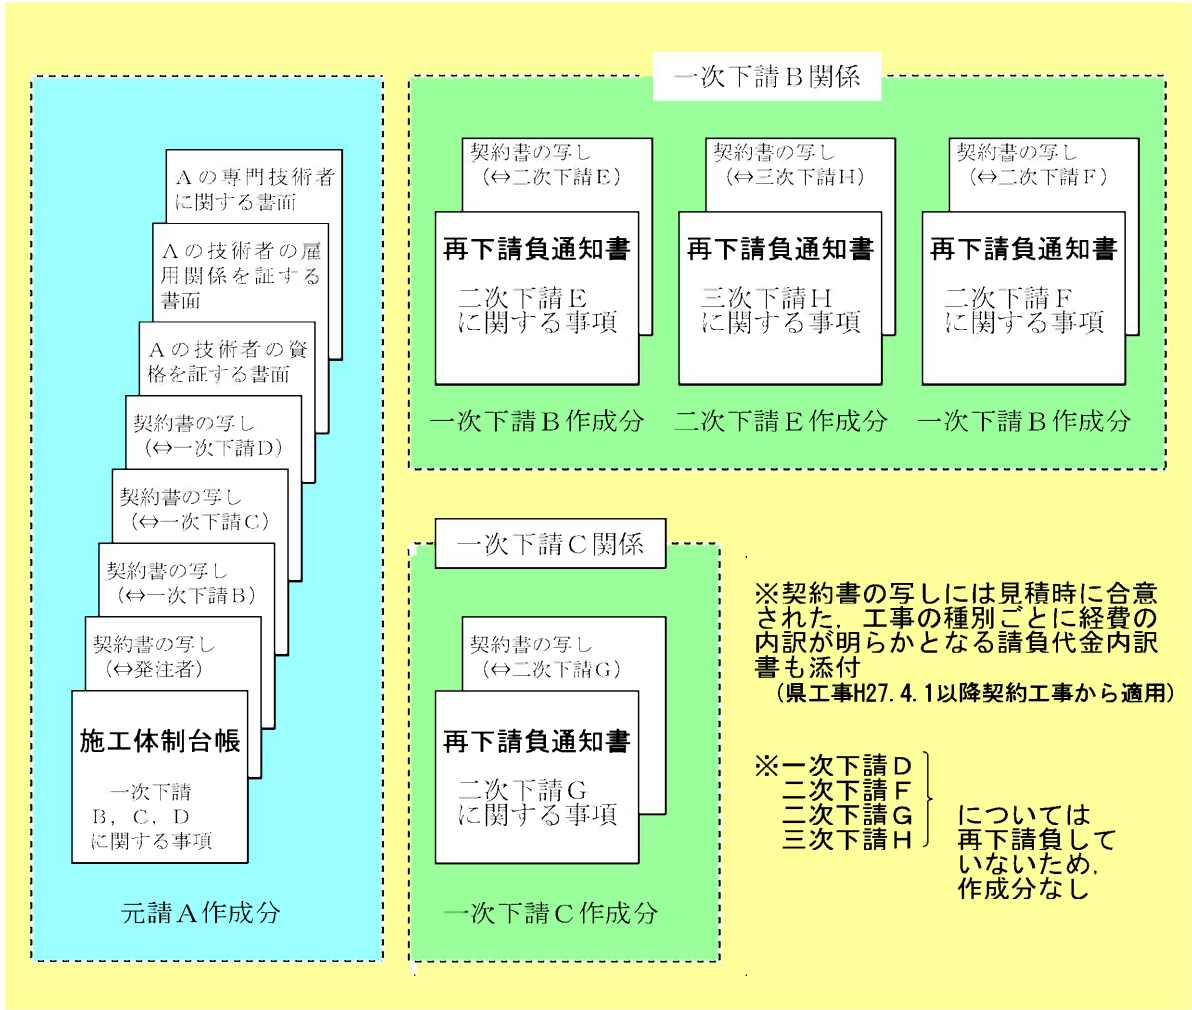 Aの専門技術者
に関する書面
Aの技術者の雇
用関係を証する
書面
Aの技術者の資
格を証する書面
契約書の写し
(⇔一次下請D)
契約書の写し
(⇔一次下請C)
契約書の写し
(⇔一次下請B)
契約書の写し
(⇔発注者)
施工体制台帳
一次下請
B，C，D
に関する事項
元請A作成分
一次下請B関係
契約書の写し
(⇔二次下請E)
再下請負通知書
二次下請E
に関する事項
一次下請B作成分
契約書の写し
(⇔三次下請H)
再下請負通知書
三次下請H
に関する事項
二次下請E作成分
契約書の写し
(⇔二次下請F)
再下請負通知書
二次下請F
に関する事項
一次下請B作成分
一次下請C関係
契約書の写し
(⇔二次下請G)
再下請負通知書
二次下請G
に関する事項
一次下請C作成分
※契約書の写しには見積時に合意
された，工事の種別ごとに経費の
内訳が明らかとなる請負代金内訳
書も添付
(県工事H27.4.1以降契約工事から適用)
※一次下請D
二次下請F
二次下請G
三次下請H
については
再下請負して
いないため，
作成分なし